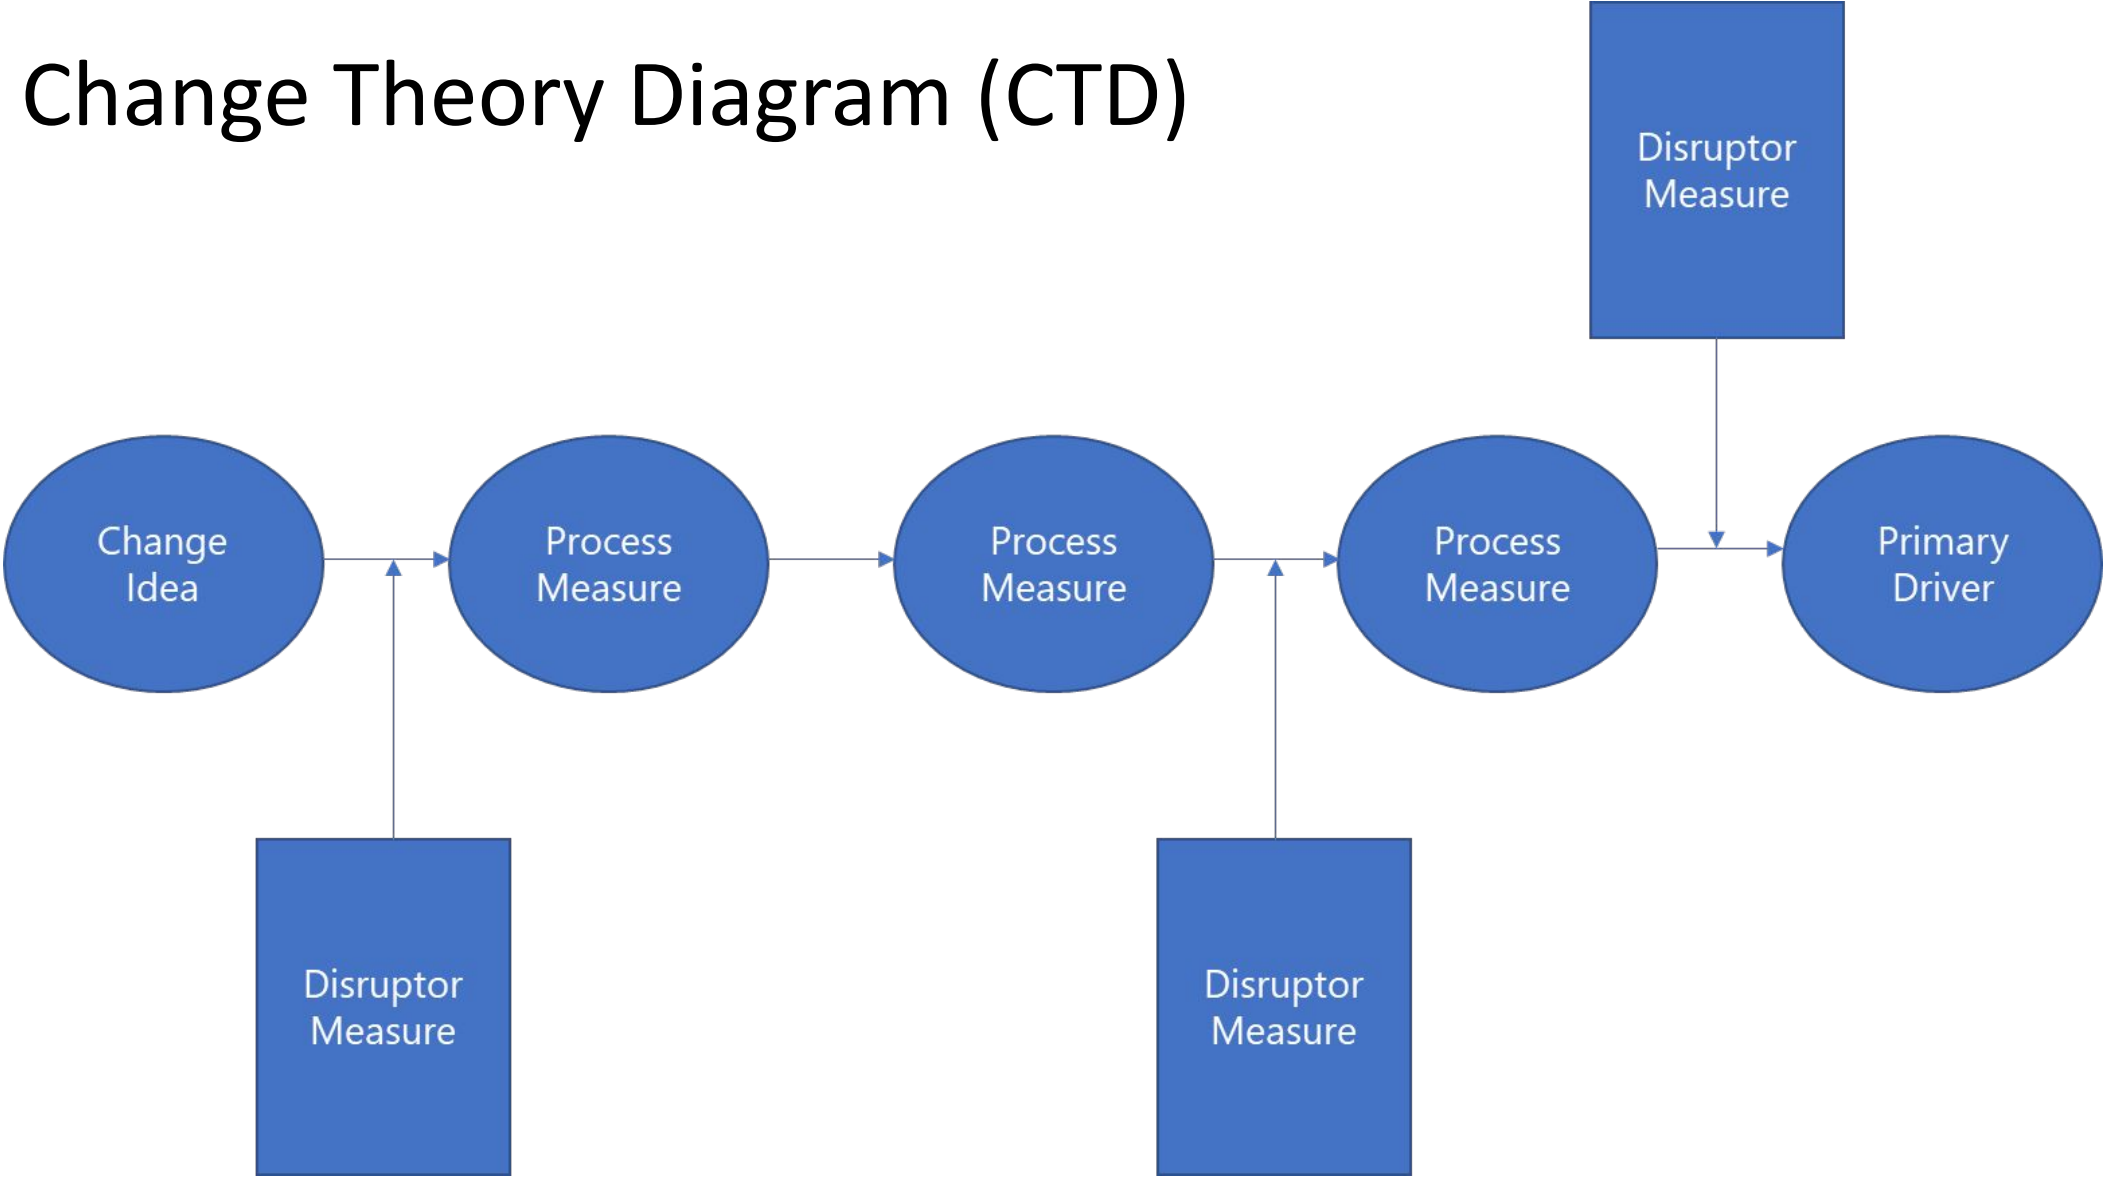 Change Theory Diagram (CTD)
Disruptor
Measure
Change
Idea
Process
Measure
Process
Measure
Process
Measure
Primary
Driver
Disruptor
Measure
Disruptor
Measure